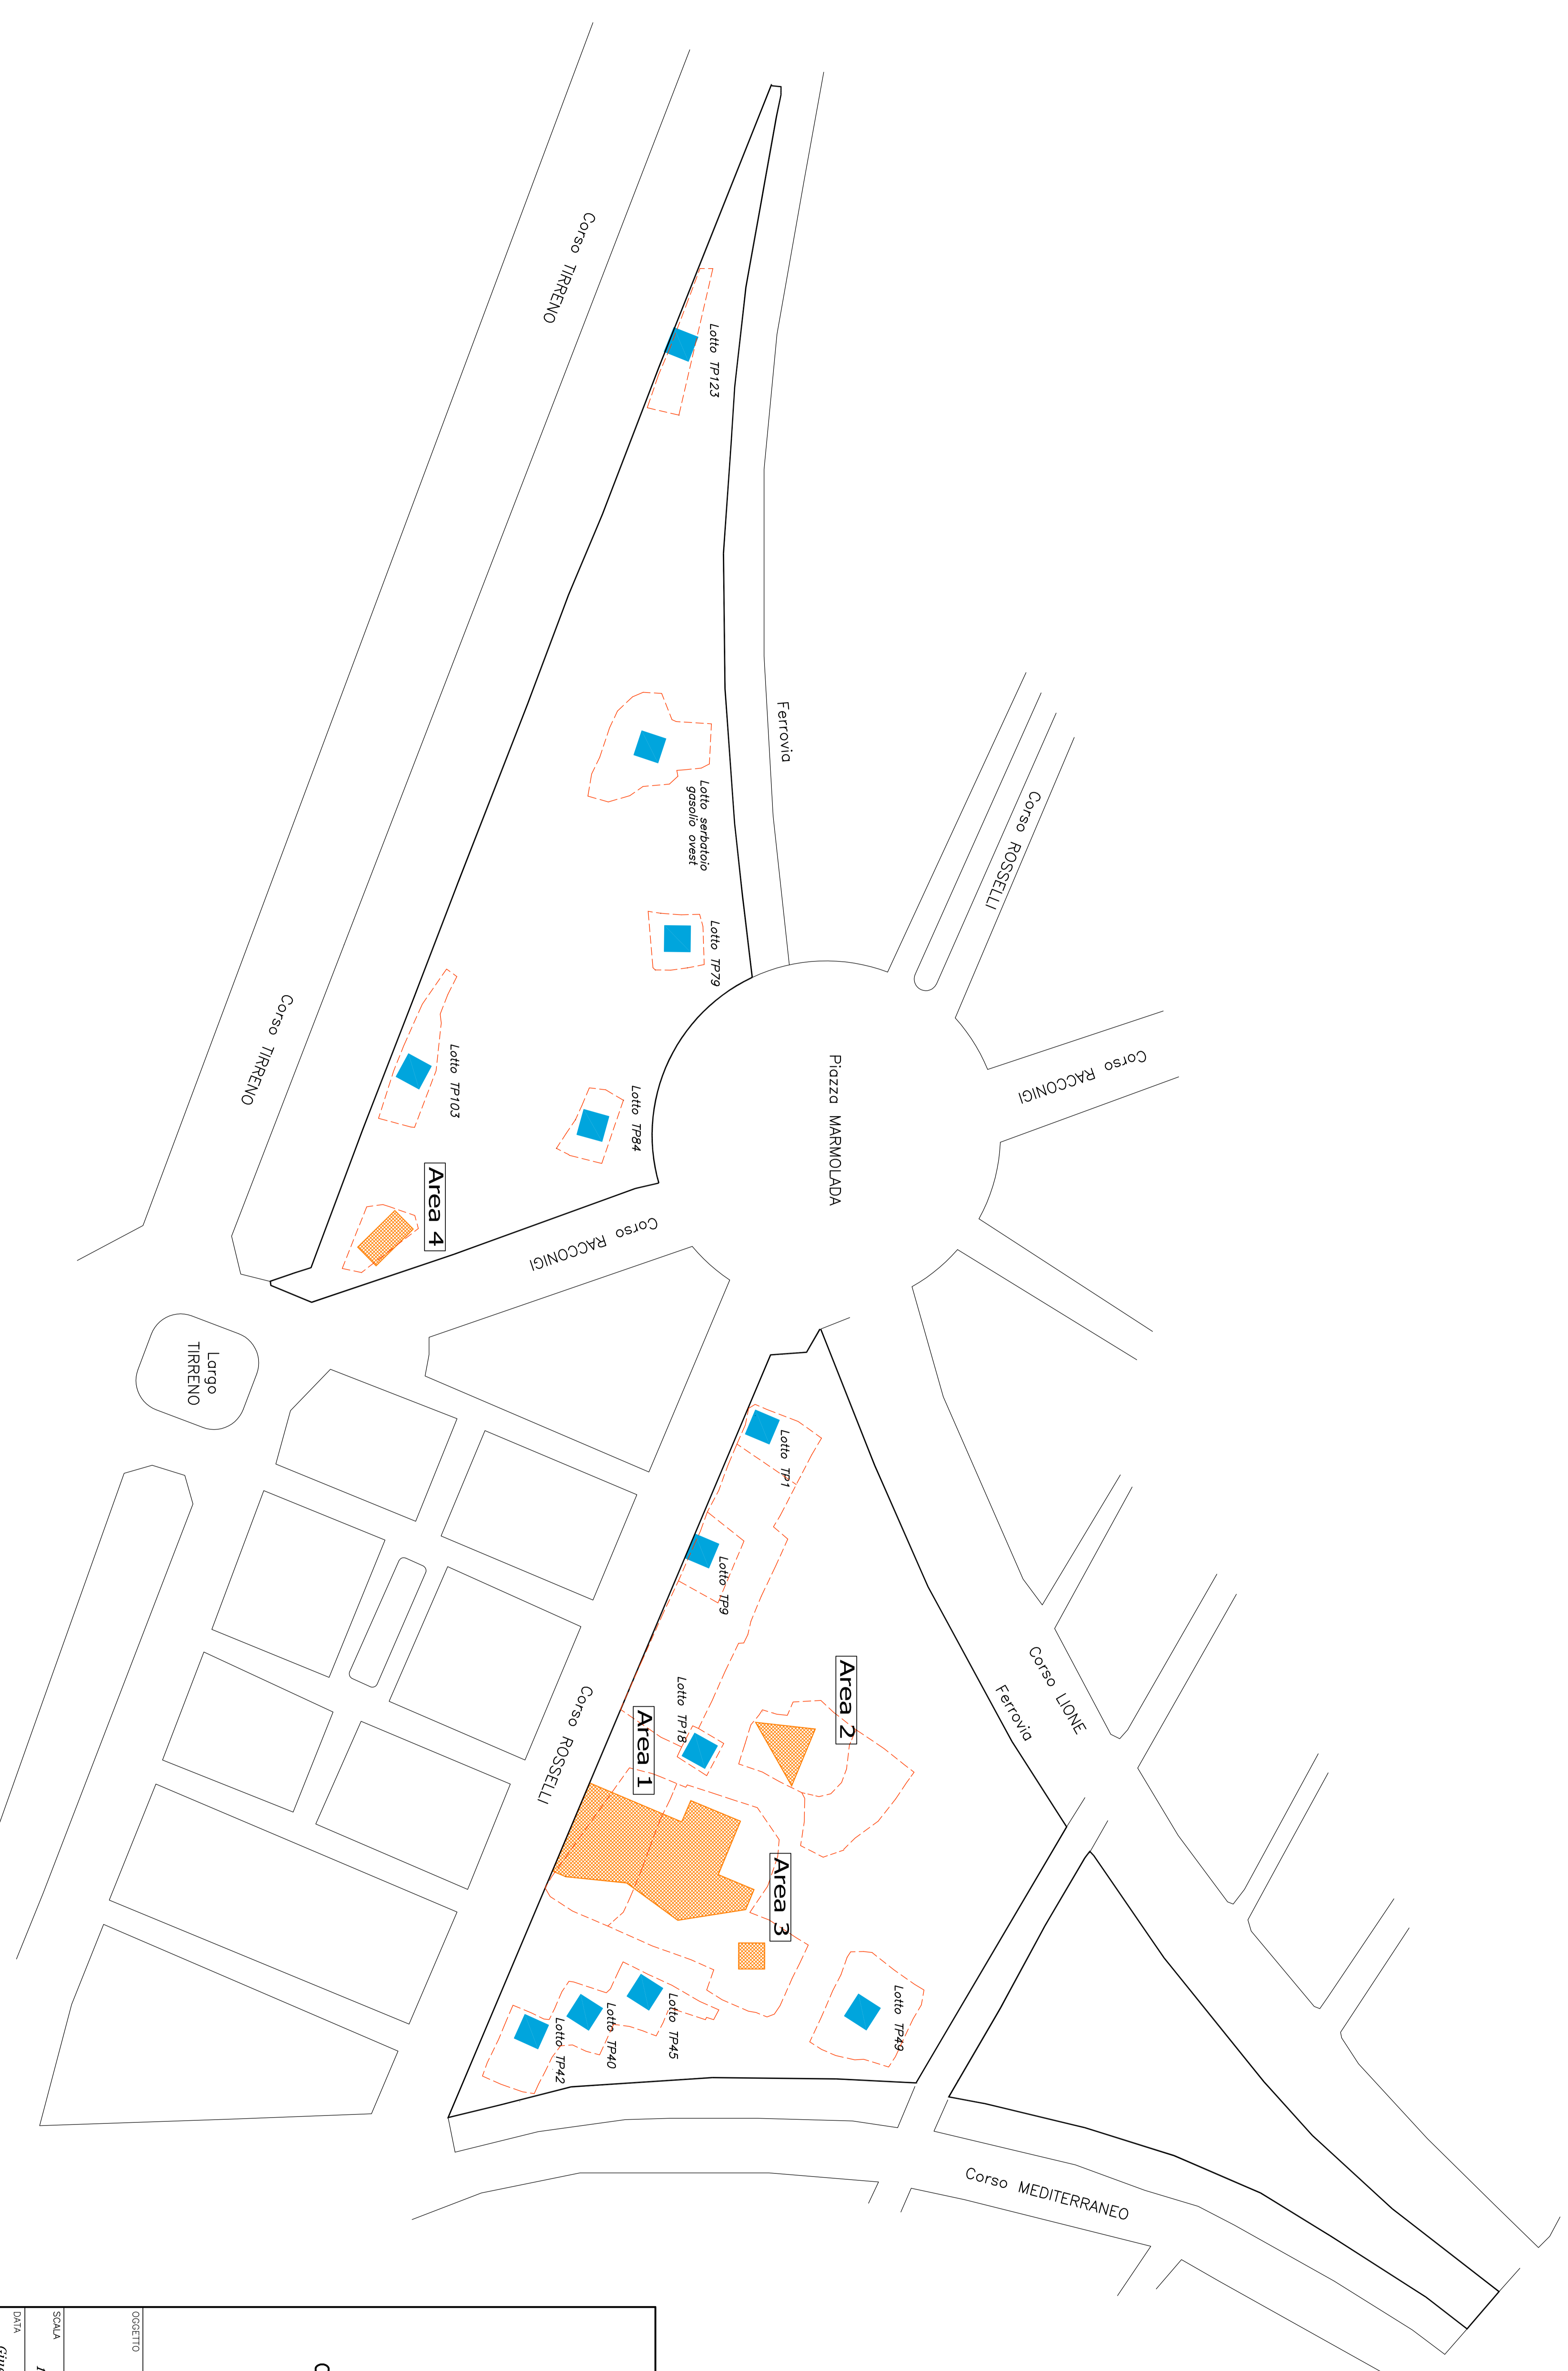 Corso TIRRENO
Lotto TP123
Ferrovia
Lotto serbatoio
gasolio ovest
Corso ROSSELLI
Lotto TP79
Corso TIRRENO
Lotto TP103
Lotto TP84
Piazza MARMOLADA
Corso RACCONIGI
Area 4
Corso RACCONIGI
Largo
TIRRENO
Lotto TP1
Lotto TP9
Lotto TP18
Area 1
Area 2
Corso LIONE
Ferrovia
Corso ROSSELLI
Area 3
Lotto TP49
Lotto TP45
Lotto TP40
Lotto TP42
Corso MEDITERRANEO
OGGETTO
SCALA
DATA